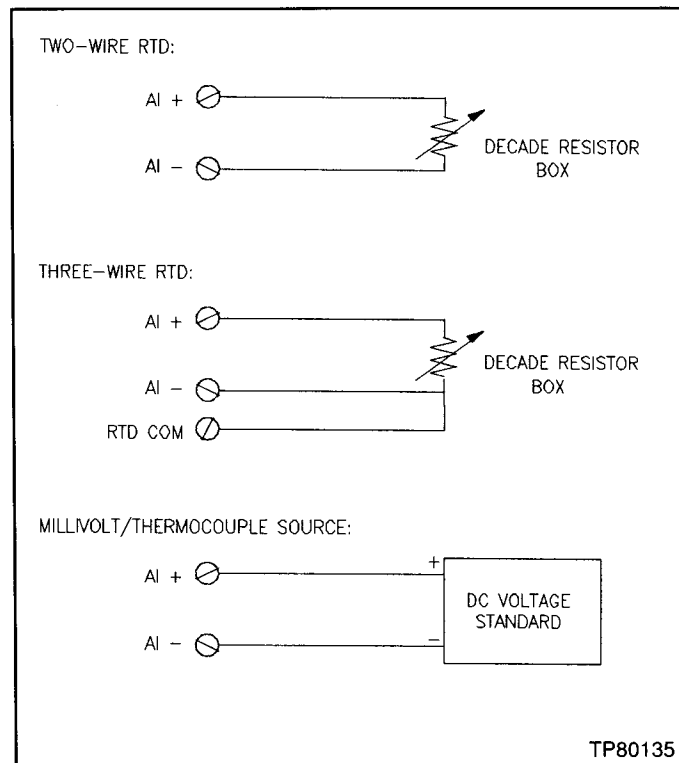 TWO-WIRE RTD:
AI +
AI -
DECADE RESISTOR
BOX
THREE-WIRE RTD:
AI +
AI -
RTD COM
DECADE RESISTOR
BOX
MILLIVOLT/THERMOCOUPLE SOURCE:
AI +
+
DC VOLTAGE
STANDARD
AI -
-
TP80135